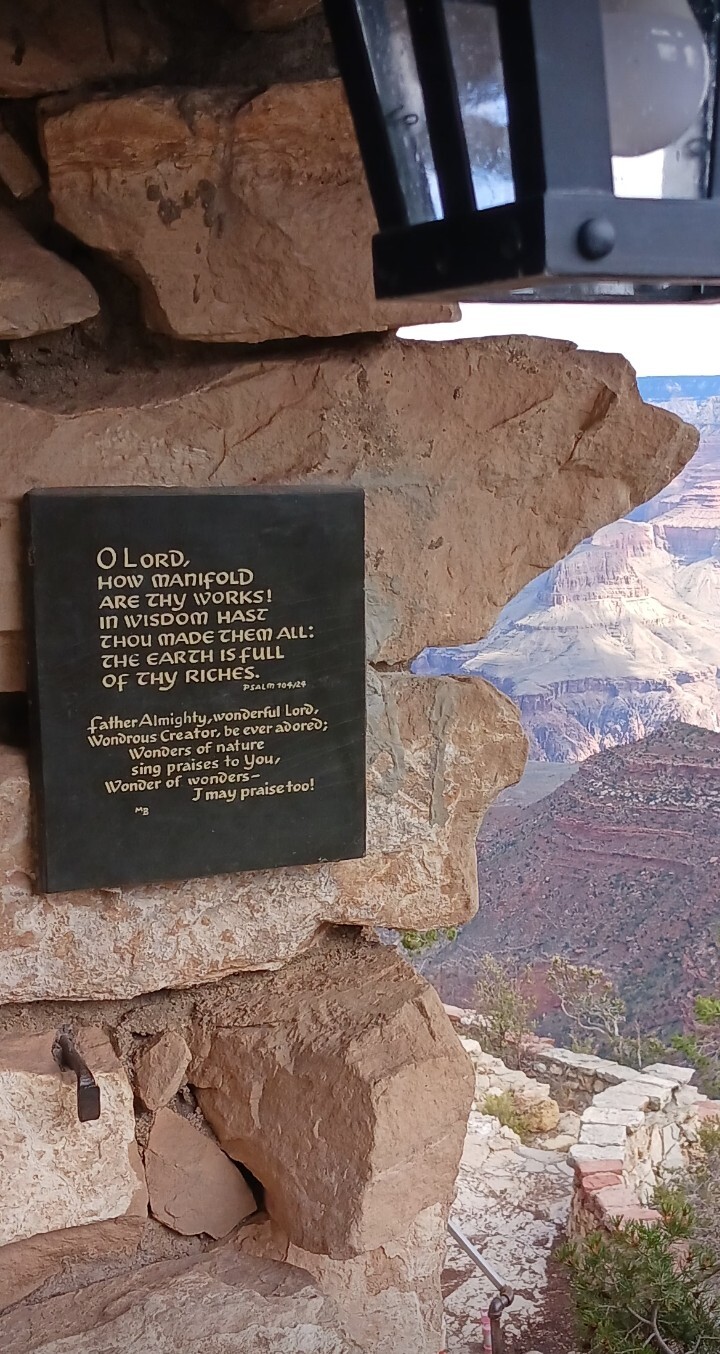 O LORD,
HOW MANIFOLD
ARE THY WORKS!
IN WISDOM HAST
THOU MADE THEM ALL:
THE EARTH IS FULL
OF THY RICHES.
PSALM 104/24
Father Almighty, wonderful Lord,
Wondrous Creator, be ever adored;
Wonders of nature
sing praises to You,
Wonder of wonders—
I may praise too!
MB